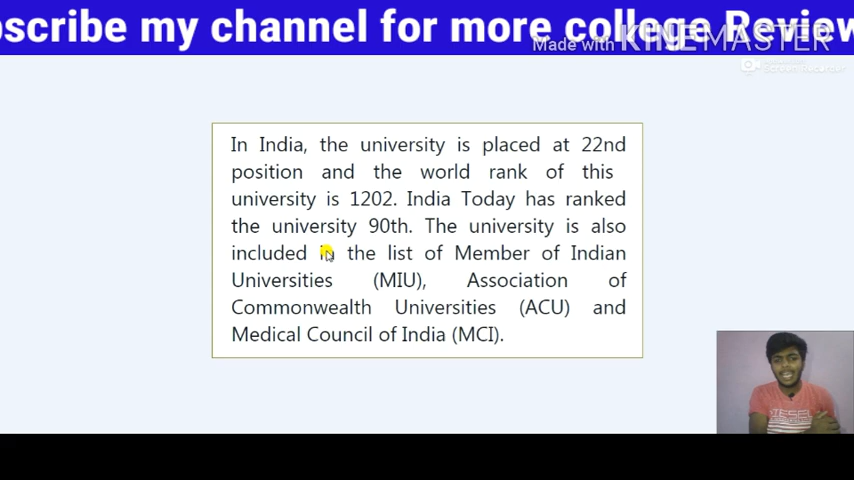 scribe my channel for more college Review
Made with KINEMASTER
Screen Recorder
In India, the university is placed at 22nd
position and the world rank of this
university is 1202. India Today has ranked
the university 90th. The university is also
included in the list of Member of Indian
Universities (MIU), Association of
Commonwealth Universities (ACU) and
Medical Council of India (MCI).
DIESEL